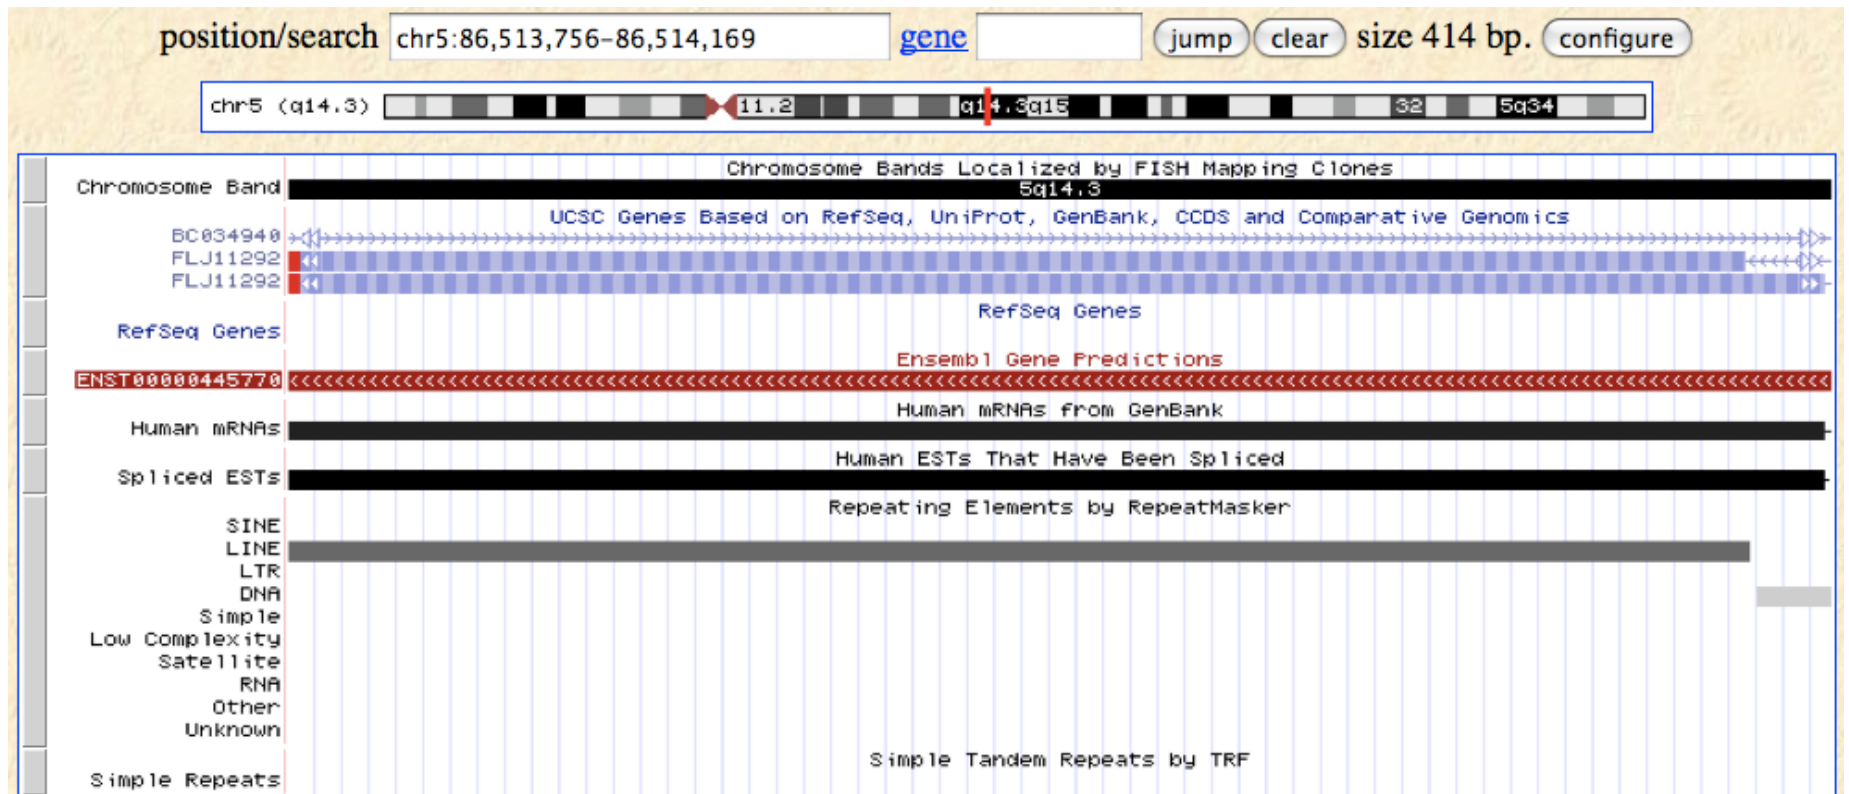 position/search chr5:86,513,756-86,514,169 gene jump clear size 414 bp. configure
chr5 (q14.3) 11.2 q14.3 q15 32 5q34
Chromosome Bands Localized by FISH Mapping Clones
Chromosome Band 5q14.3
UCSC Genes Based on RefSeq, UniProt, GenBank, CCDS and Comparative Genomics
BC034940
FLJ11292
FLJ11292
RefSeq Genes
RefSeq Genes
Ensembl Gene Predictions
ENST00000445770
Human mRNAs from GenBank
Human mRNAs
Human ESTs That Have Been Spliced
Spliced ESTs
Repeating Elements by RepeatMasker
SINE
LINE
LTR
DNA
Simple
Low Complexity
Satellite
RNA
Other
Unknown
Simple Tandem Repeats by TRF
Simple Repeats